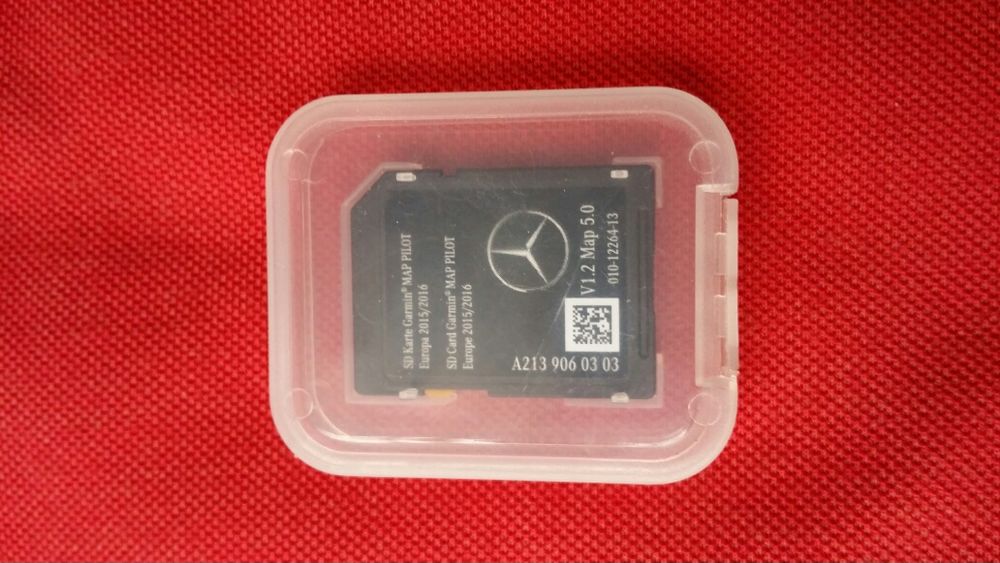 SD Karte Garmin® MAP PILOT
Europa 2015/2016
SD Card Garmin® MAP PILOT
Europe 2015/2016
V1.2 Map 5.0
010-12264-13
A213 906 03 03